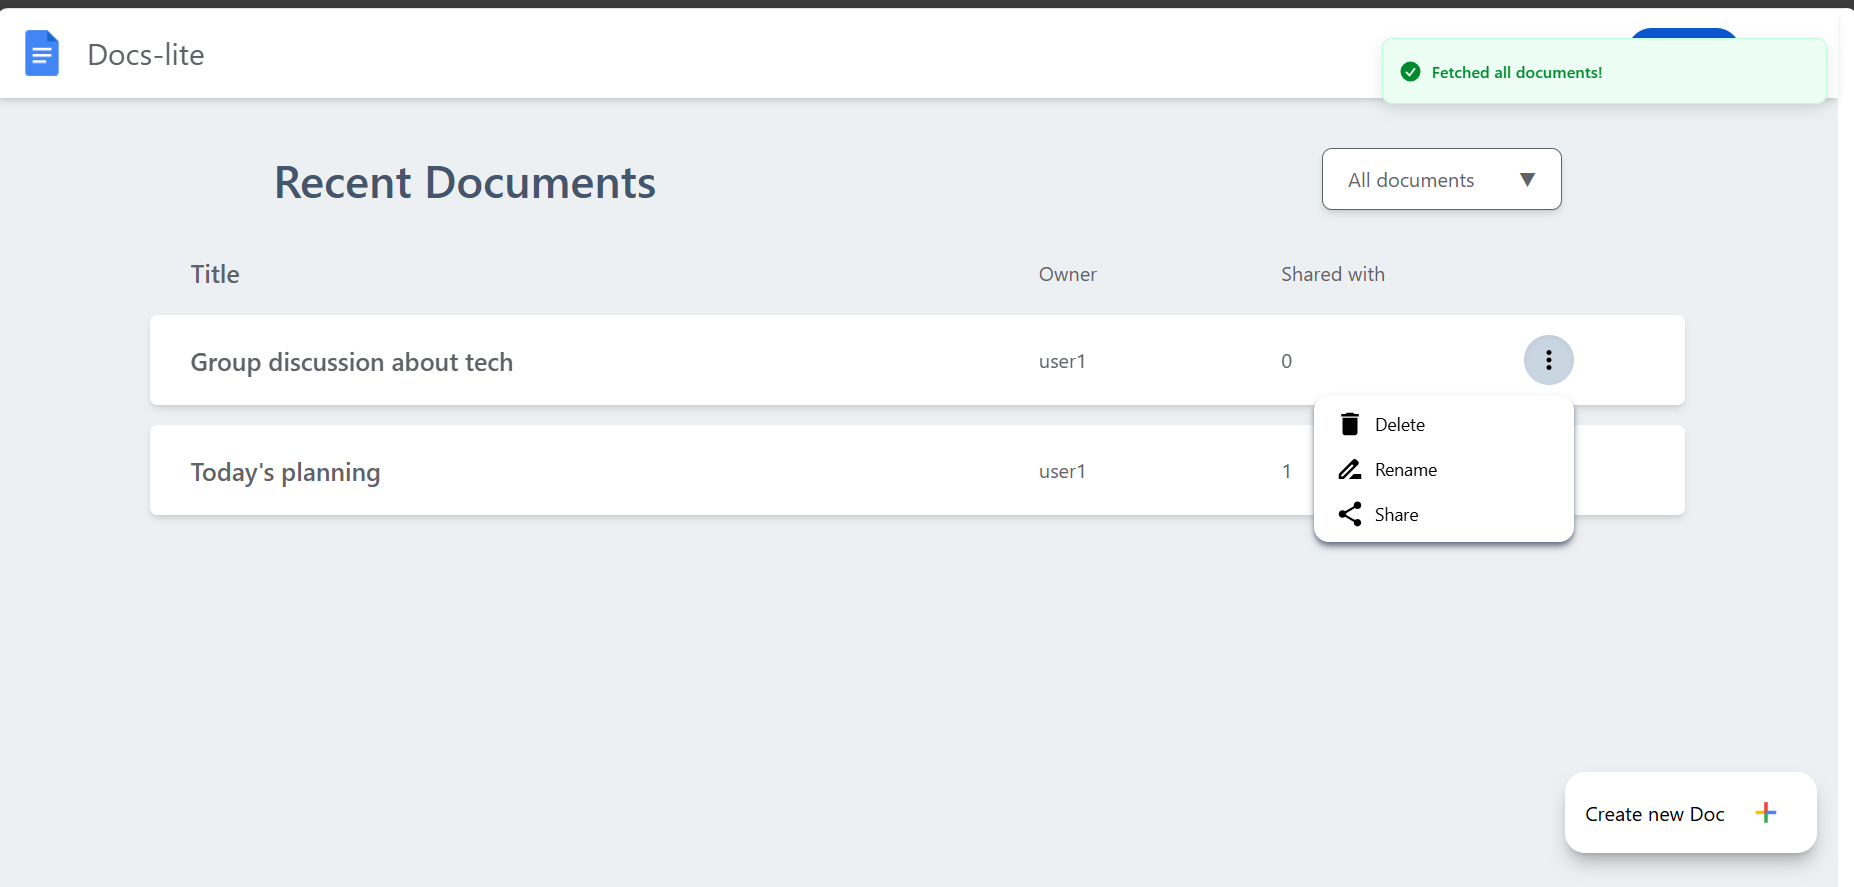 Docs-lite
Fetched all documents!
Recent Documents
All documents
Title Owner Shared with
Group discussion about tech user1 0
Today's planning user1 1
Delete
Rename
Share
Create new Doc